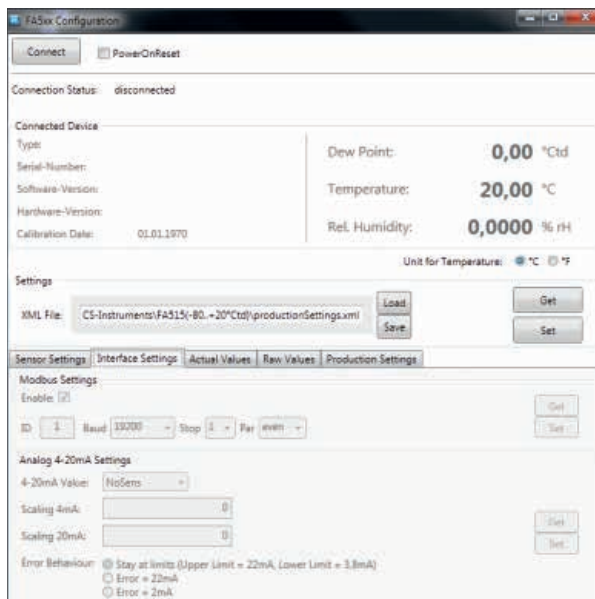 FA5xx Configuration
Connect PowerOnReset
Connection Status: disconnected
Connected Device
Type:
Serial-Number:
Software-Version:
Hardware-Version:
Calibration Date: 01.01.1970
Dew Point: 0,00 °Ctd
Temperature: 20,00 °C
Rel. Humidity: 0,0000 % rH
Unit for Temperature: °C °F
Settings
XML File: CS-Instruments\FA515(-80..+20°Ctd)\productionSettings.xml Load Save
Get
Set
Sensor Settings Interface Settings Actual Values Raw Values Production Settings
Modbus Settings
Enable:
ID 1 Baud 19200 Stop 1 Par even
Get
Set
Analog 4-20mA Settings
4-20mA Value: NoSens
Scaling 4mA: 0
Scaling 20mA: 0
Get
Set
Error Behaviour: Stay at limits (Upper Limit = 22mA, Lower Limit = 3,8mA)
Error = 22mA
Error = 2mA